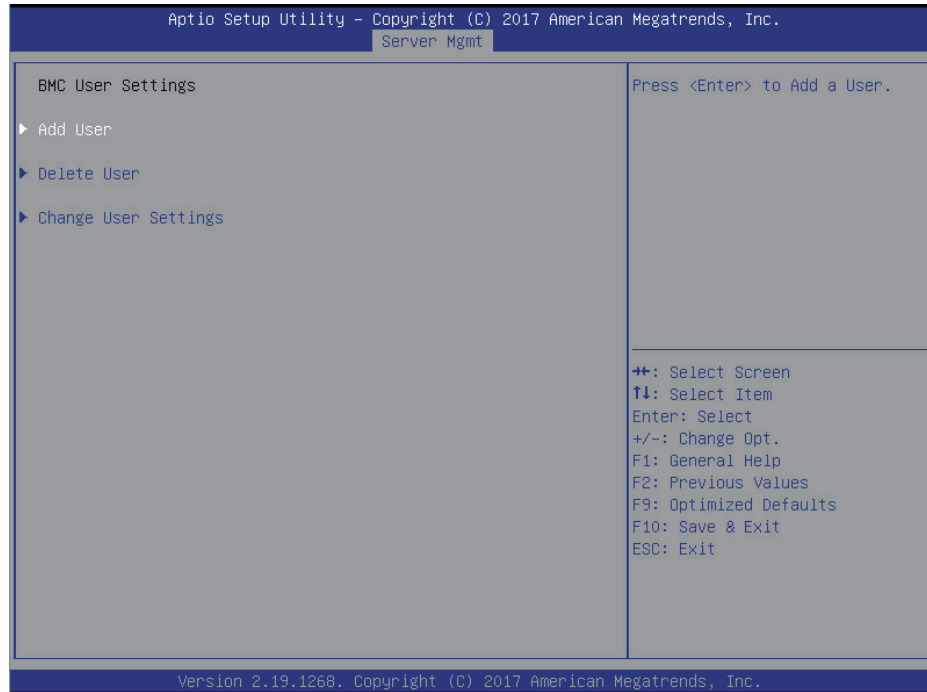 Aptio Setup Utility – Copyright (C) 2017 American Megatrends, Inc.
Server Mgmt
BMC User Settings
▶ Add User
▶ Delete User
▶ Change User Settings
Press <Enter> to Add a User.
→←: Select Screen
↑↓: Select Item
Enter: Select
+/-: Change Opt.
F1: General Help
F2: Previous Values
F9: Optimized Defaults
F10: Save & Exit
ESC: Exit
Version 2.19.1268. Copyright (C) 2017 American Megatrends, Inc.